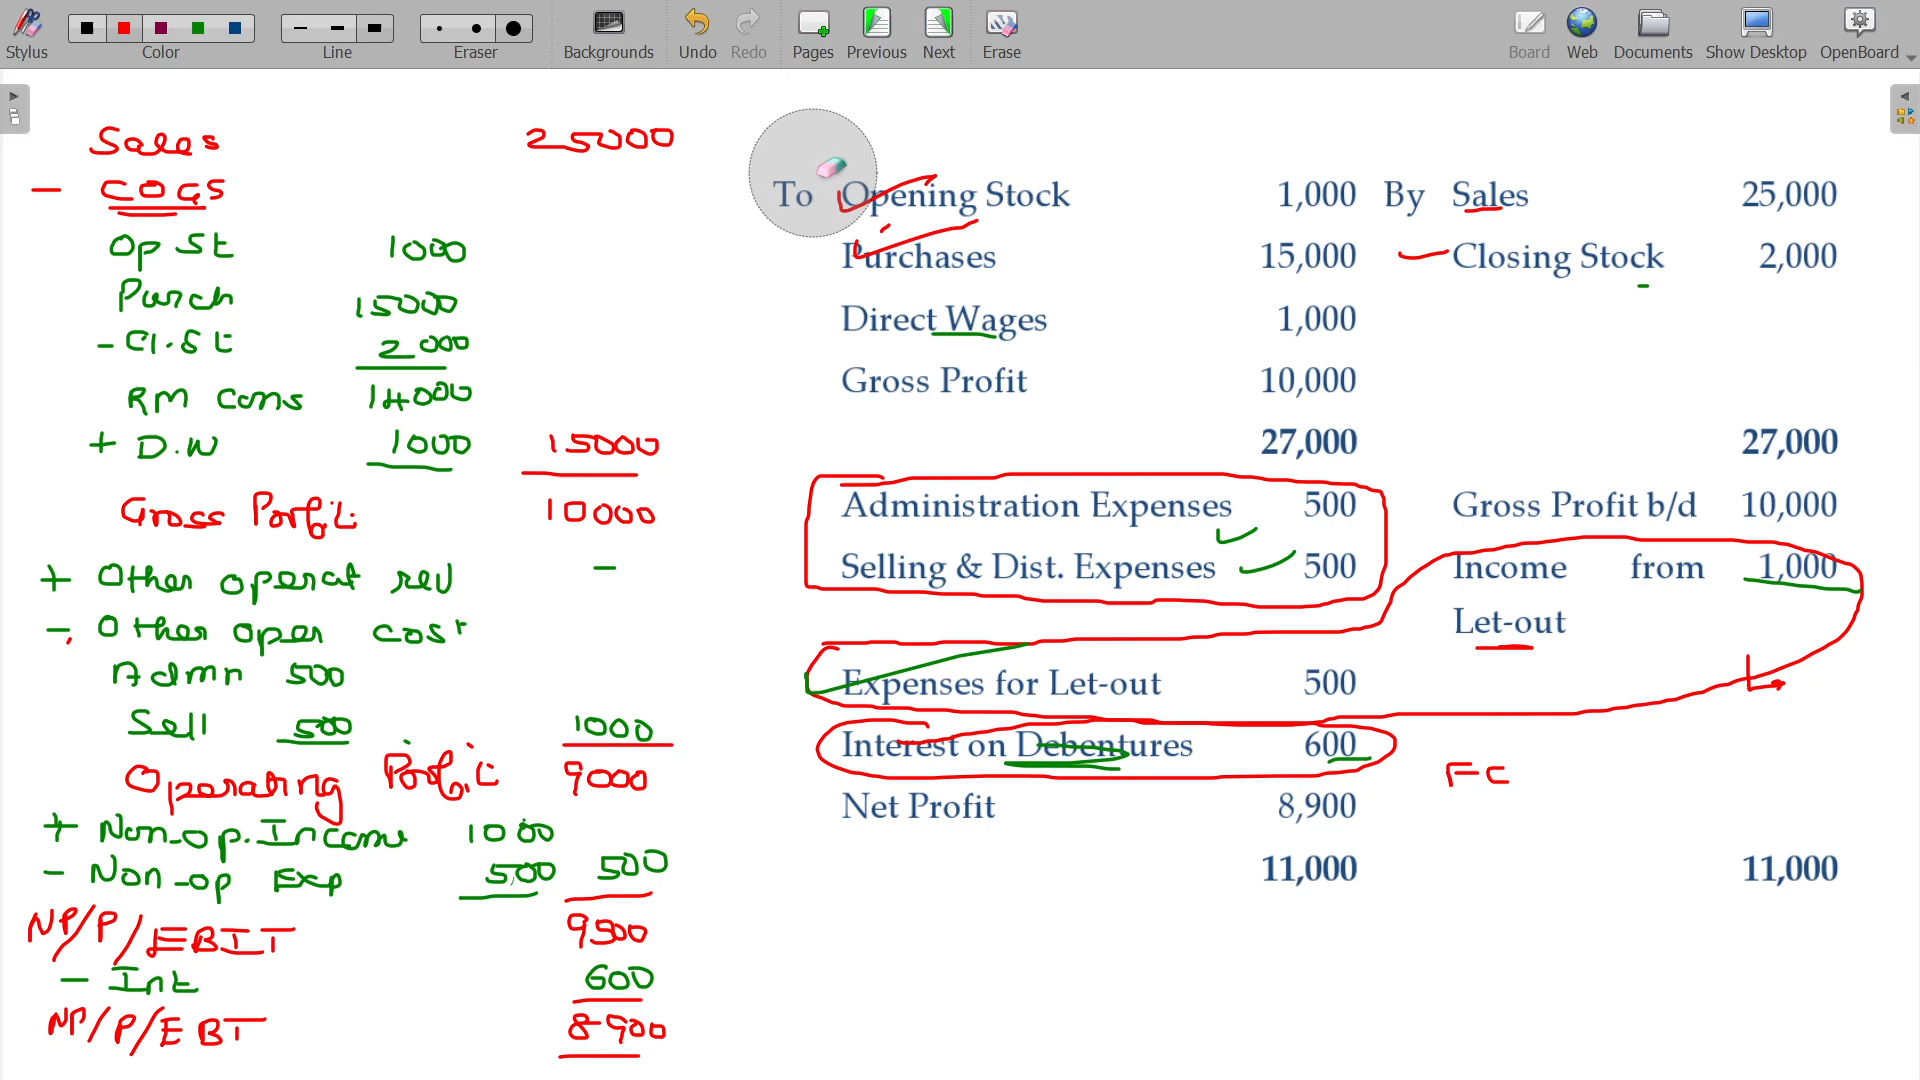 Stylus Color Line Eraser Backgrounds Undo Redo Pages Previous Next Erase Board Web Documents Show Desktop OpenBoard
Sales 25000
- COGS
Op St 1000
Purch 15000
- Cl.St 2000
RM Cons 14000
+ D.W 1000 15000
Gross Porfit 10000
+ Other operat rev -
- Other oper cost
Admn 500
Sell 500 1000
Operating Porfit 9000
+ Non-op. Income 1000
- Non-op Exp 500 500
NP/P/EBIT 9500
- Int 600
NP/P/EBT 8900
To Opening Stock 1,000 By Sales 25,000
Purchases 15,000 Closing Stock 2,000
Direct Wages 1,000
Gross Profit 10,000
27,000 27,000
Administration Expenses 500 Gross Profit b/d 10,000
Selling & Dist. Expenses 500 Income from 1,000
Let-out
Expenses for Let-out 500
Interest on Debentures 600 FC
Net Profit 8,900
11,000 11,000